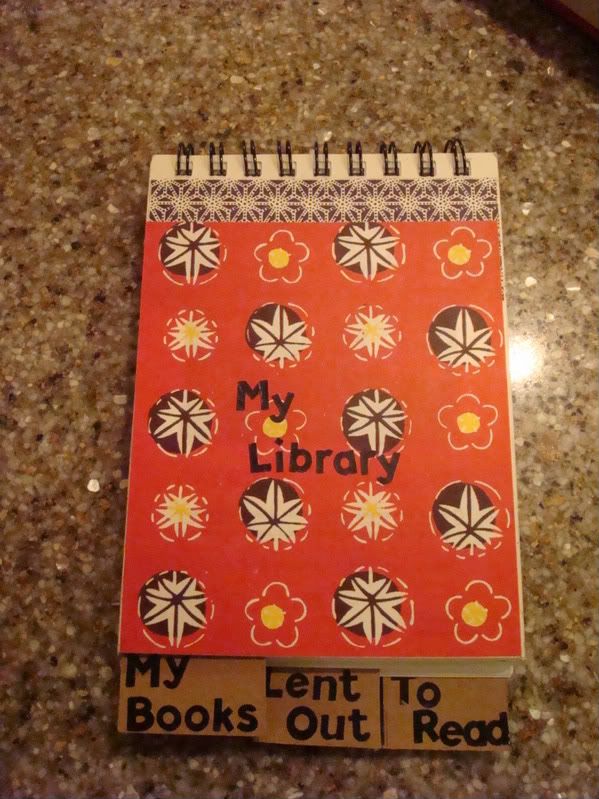 My
Library
My
Books
Lent
Out
To
Read